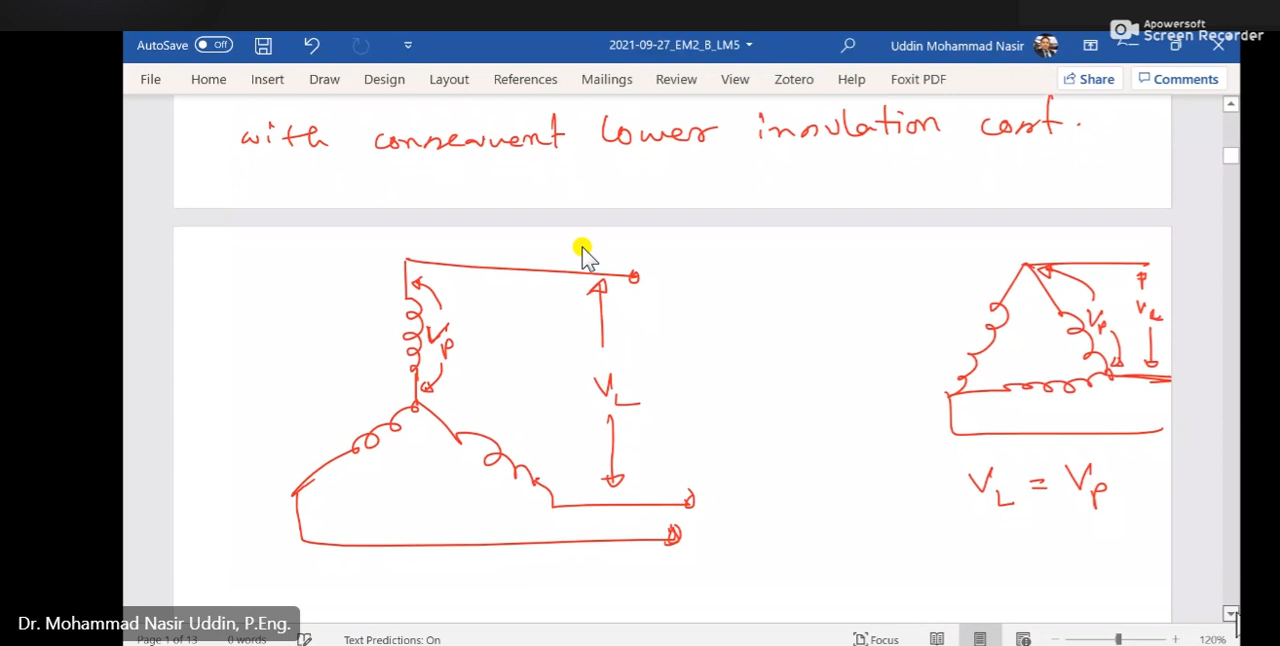 Apowersoft
Screen Recorder
AutoSave Off 2021-09-27_EM2_B_LM5 Uddin Mohammad Nasir
File Home Insert Draw Design Layout References Mailings Review View Zotero Help Foxit PDF Share Comments
with consequent lower insulation cost.
Vp
VL
Vp
VL
VL = Vp
Dr. Mohammad Nasir Uddin, P.Eng.
Page 1 of 13 0 words Text Predictions: On Focus 120%